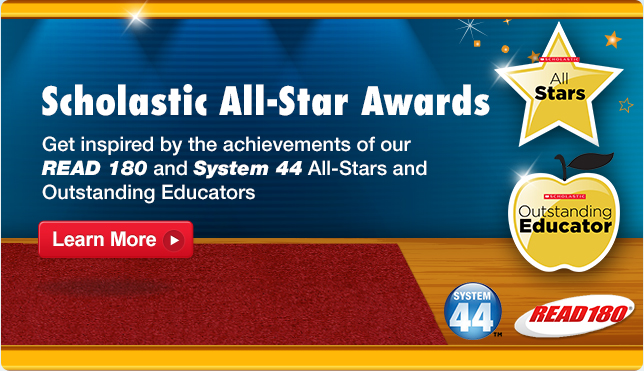 Scholastic All-Star Awards
Get inspired by the achievements of our
READ 180 and System 44 All-Stars and
Outstanding Educators
Learn More
SCHOLASTIC
All
Stars
SCHOLASTIC
Outstanding
Educator
SYSTEM
44™
READ180®